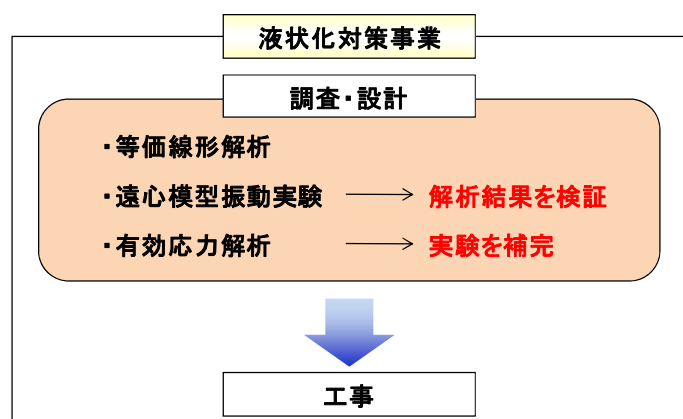 液状化対策事業
調査・設計
・等価線形解析
・遠心模型振動実験 → 解析結果を検証
・有効応力解析 → 実験を補完
工事